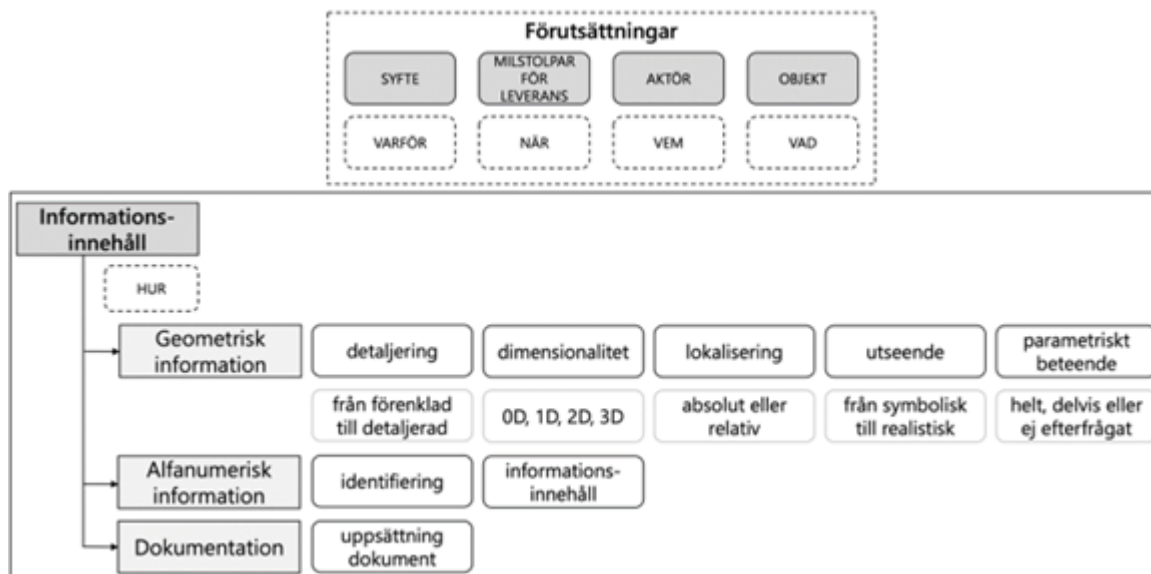 Förutsättningar
SYFTE
MILSTOLPAR
FÖR
LEVERANS
AKTÖR
OBJEKT
VARFÖR
NÄR
VEM
VAD
Informations-
innehåll
HUR
Geometrisk
information
detaljering
dimensionalitet
lokalisering
utseende
parametriskt
beteende
från förenklad
till detaljerad
0D, 1D, 2D, 3D
absolut eller
relativ
från symbolisk
till realistisk
helt, delvis eller
ej efterfrågat
Alfanumerisk
information
identifiering
informations-
innehåll
Dokumentation
uppsättning
dokument